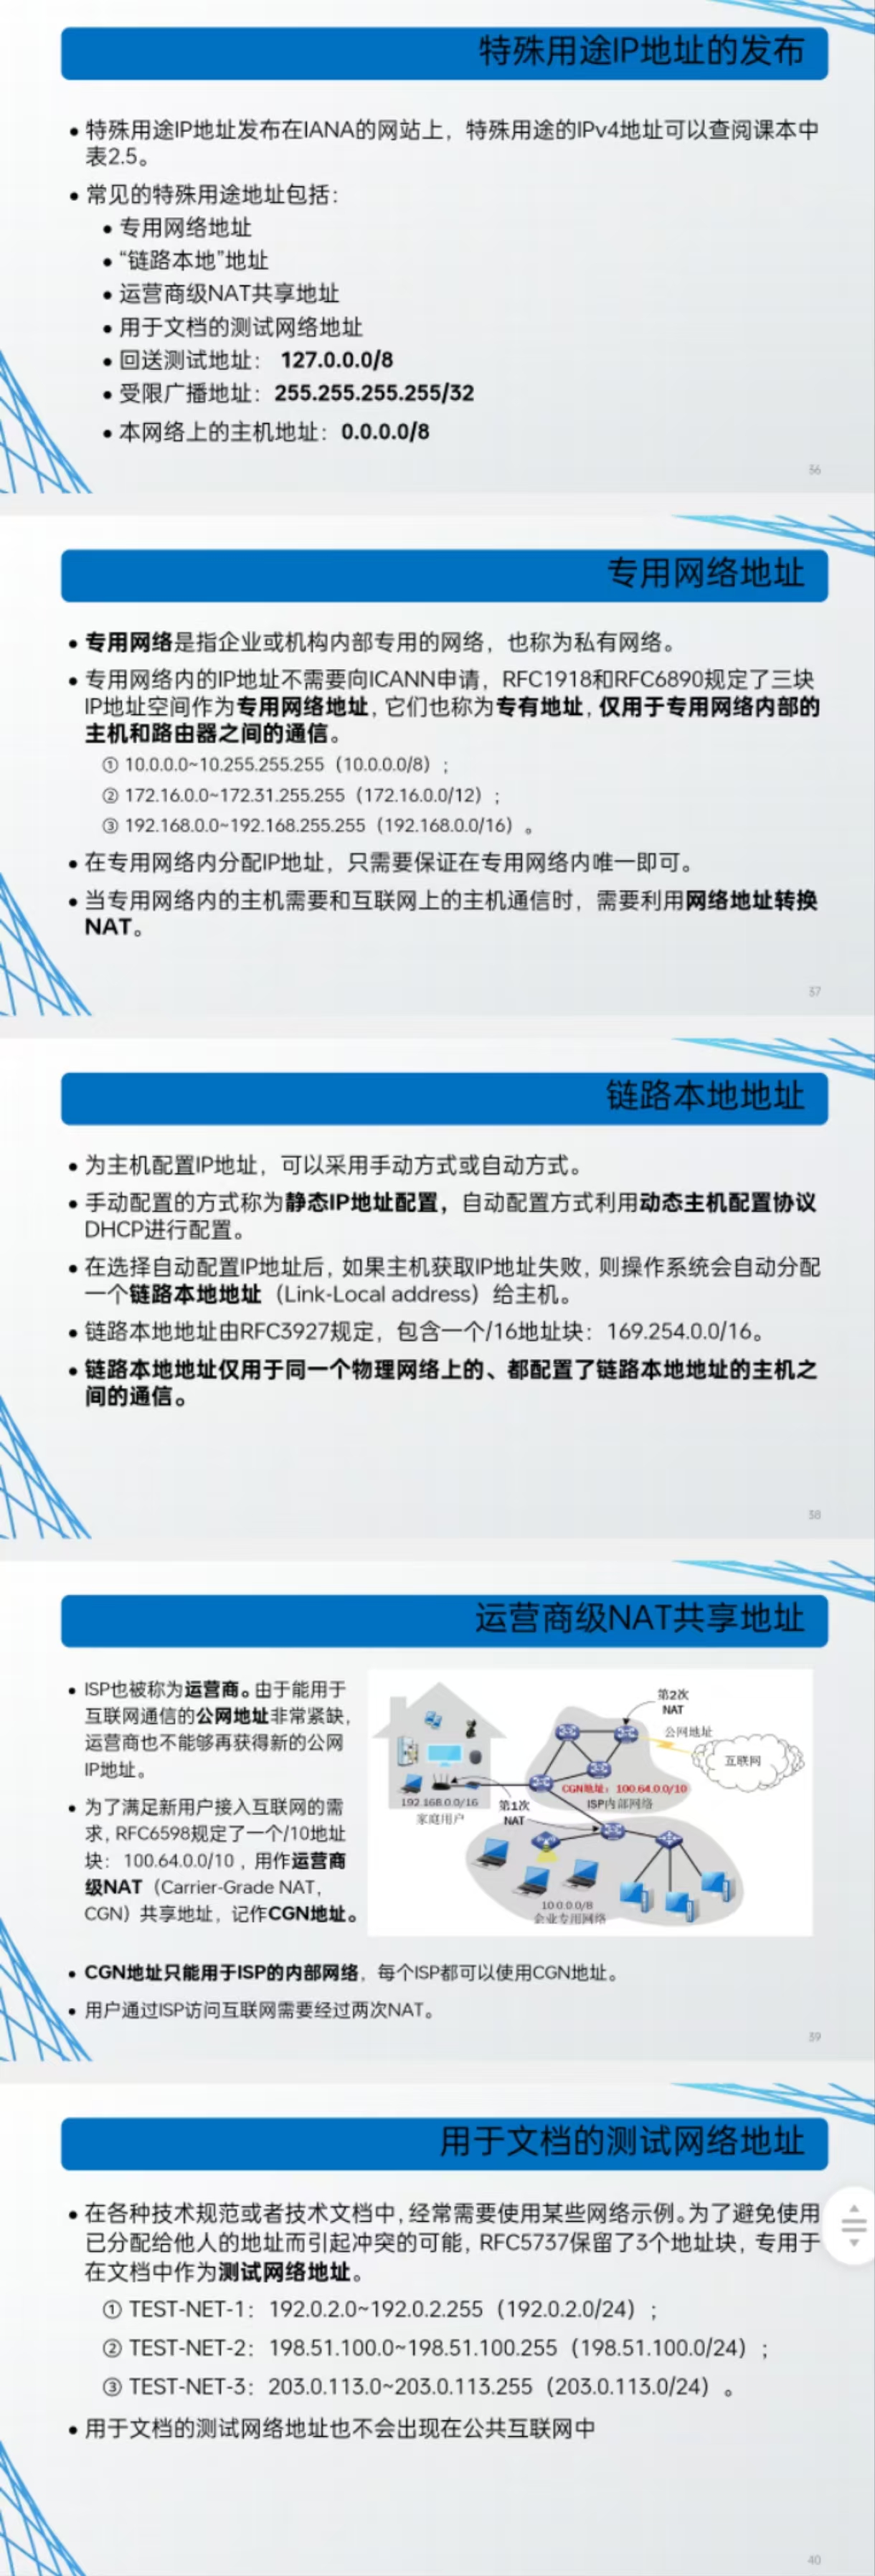 特殊用途IP地址的发布
• 特殊用途IP地址发布在IANA的网站上，特殊用途的IPv4地址可以查阅课本中
表2.5。
• 常见的特殊用途地址包括：
• 专用网络地址
• “链路本地”地址
• 运营商级NAT共享地址
• 用于文档的测试网络地址
• 回送测试地址： 127.0.0.0/8
• 受限广播地址：255.255.255.255/32
• 本网络上的主机地址：0.0.0.0/8
36
专用网络地址
• 专用网络是指企业或机构内部专用的网络，也称为私有网络。
• 专用网络内的IP地址不需要向ICANN申请，RFC1918和RFC6890规定了三块
IP地址空间作为专用网络地址，它们也称为专有地址，仅用于专用网络内部的
主机和路由器之间的通信。
① 10.0.0.0~10.255.255.255（10.0.0.0/8）；
② 172.16.0.0~172.31.255.255（172.16.0.0/12）；
③ 192.168.0.0~192.168.255.255（192.168.0.0/16）。
• 在专用网络内分配IP地址，只需要保证在专用网络内唯一即可。
• 当专用网络内的主机需要和互联网上的主机通信时，需要利用网络地址转换
NAT。
37
链路本地地址
• 为主机配置IP地址，可以采用手动方式或自动方式。
• 手动配置的方式称为静态IP地址配置，自动配置方式利用动态主机配置协议
DHCP进行配置。
• 在选择自动配置IP地址后，如果主机获取IP地址失败，则操作系统会自动分配
一个链路本地地址（Link-Local address）给主机。
• 链路本地地址由RFC3927规定，包含一个/16地址块：169.254.0.0/16。
• 链路本地地址仅用于同一个物理网络上的、都配置了链路本地地址的主机之
间的通信。
38
运营商级NAT共享地址
• ISP也被称为运营商。由于能用于
互联网通信的公网地址非常紧缺，
运营商也不能够再获得新的公网
IP地址。
• 为了满足新用户接入互联网的需
求，RFC6598规定了一个/10地址
块：100.64.0.0/10，用作运营商
级NAT（Carrier-Grade NAT，
CGN）共享地址，记作CGN地址。
第2次
NAT
公网地址
互联网
CGN地址：100.64.0.0/10
ISP内部网络
192.168.0.0/16
家庭用户
第1次
NAT
10.0.0.0/8
企业专用网络
• CGN地址只能用于ISP的内部网络，每个ISP都可以使用CGN地址。
• 用户通过ISP访问互联网需要经过两次NAT。
39
用于文档的测试网络地址
• 在各种技术规范或者技术文档中，经常需要使用某些网络示例。为了避免使用
已分配给他人的地址而引起冲突的可能，RFC5737保留了3个地址块，专用于
在文档中作为测试网络地址。
① TEST-NET-1：192.0.2.0~192.0.2.255（192.0.2.0/24）；
② TEST-NET-2：198.51.100.0~198.51.100.255（198.51.100.0/24）；
③ TEST-NET-3：203.0.113.0~203.0.113.255（203.0.113.0/24）。
• 用于文档的测试网络地址也不会出现在公共互联网中
40